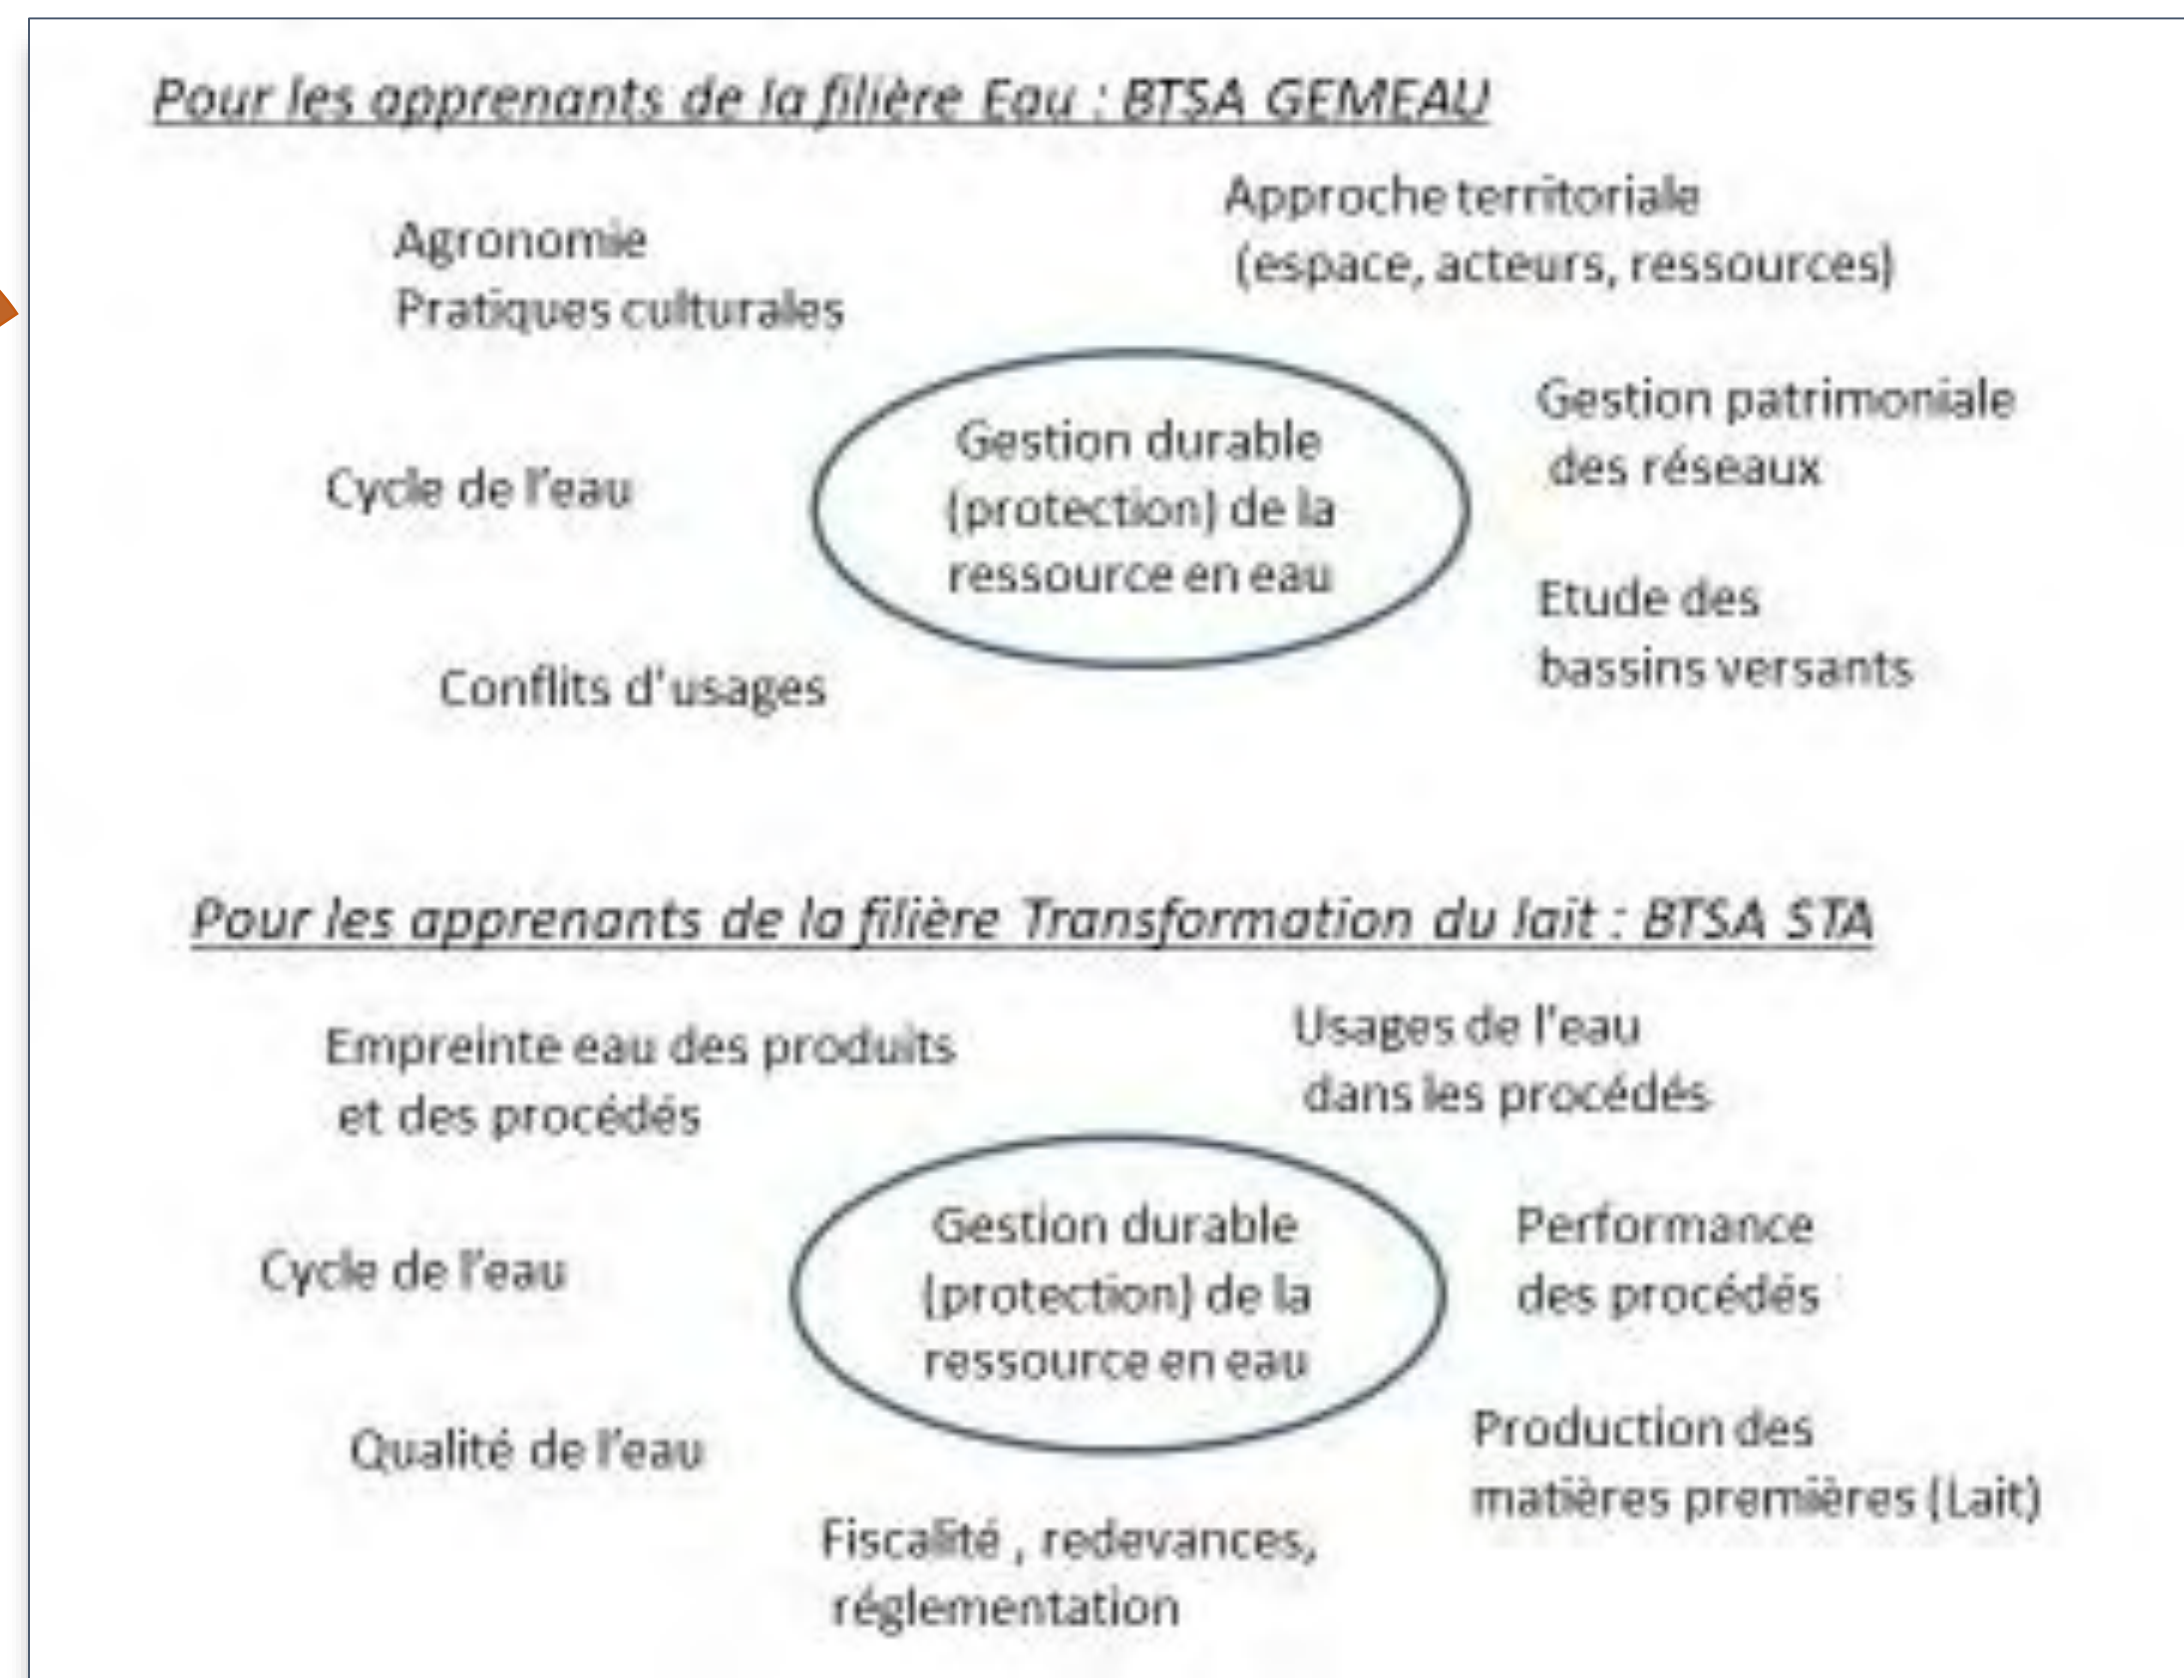 Pour les apprenants de la filière Eau : BTSA GEMEAU
Agronomie
Pratiques culturales
Approche territoriale
(espace, acteurs, ressources)
Cycle de l'eau
Gestion durable
(protection) de la
ressource en eau
Gestion patrimoniale
des réseaux
Conflits d'usages
Etude des
bassins versants
Pour les apprenants de la filière Transformation du lait : BTSA STA
Empreinte eau des produits
et des procédés
Usages de l'eau
dans les procédés
Cycle de l'eau
Gestion durable
(protection) de la
ressource en eau
Performance
des procédés
Qualité de l'eau
Production des
matières premières (Lait)
Fiscalité , redevances,
réglementation